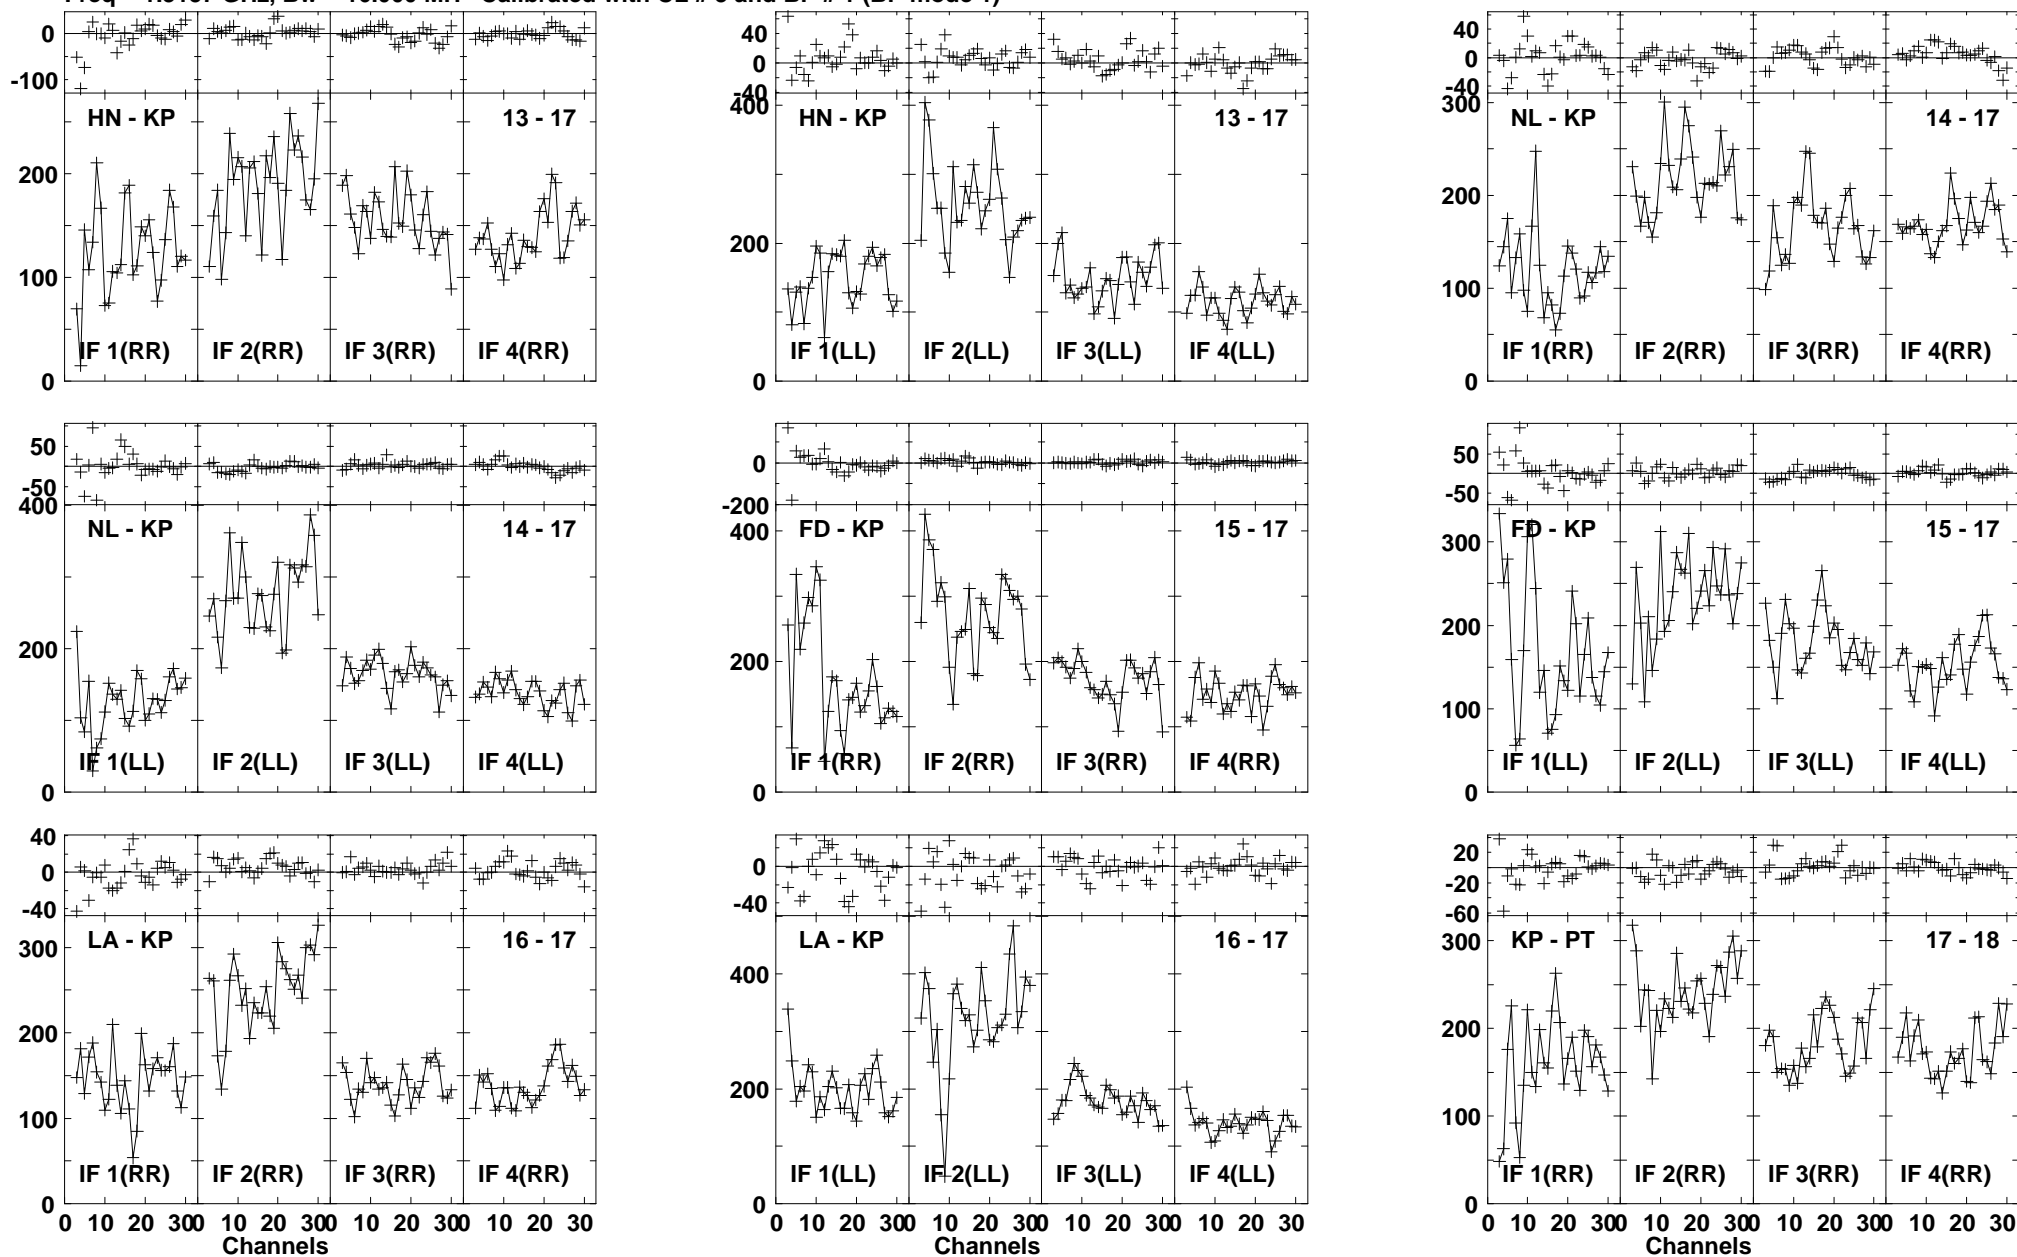 0
-100
HN - KP
13 - 17
200
100
0
IF 1(RR)
IF 2(RR)
IF 3(RR)
IF 4(RR)
40
0
-40
400
HN - KP
13 - 17
200
0
IF 1(LL)
IF 2(LL)
IF 3(LL)
IF 4(LL)
40
0
-40
300
NL - KP
14 - 17
200
100
0
IF 1(RR)
IF 2(RR)
IF 3(RR)
IF 4(RR)
50
0
-50
400
NL - KP
14 - 17
200
0
IF 1(LL)
IF 2(LL)
IF 3(LL)
IF 4(LL)
0
-200
400
FD - KP
15 - 17
200
0
IF 1(RR)
IF 2(RR)
IF 3(RR)
IF 4(RR)
50
0
-50
300
FD - KP
15 - 17
200
100
0
IF 1(LL)
IF 2(LL)
IF 3(LL)
IF 4(LL)
40
0
-40
300
LA - KP
16 - 17
200
100
0
IF 1(RR)
IF 2(RR)
IF 3(RR)
IF 4(RR)
0 10 20 30 0 10 20 30 0 10 20 30 0 10 20 30
Channels
0
-40
400
LA - KP
16 - 17
200
0
IF 1(LL)
IF 2(LL)
IF 3(LL)
IF 4(LL)
0 10 20 30 0 10 20 30 0 10 20 30 0 10 20 30
Channels
20
-20
-60
300
KP - PT
17 - 18
200
100
0
IF 1(RR)
IF 2(RR)
IF 3(RR)
IF 4(RR)
0 10 20 30 0 10 20 30 0 10 20 30 0 10 20 30
Channels